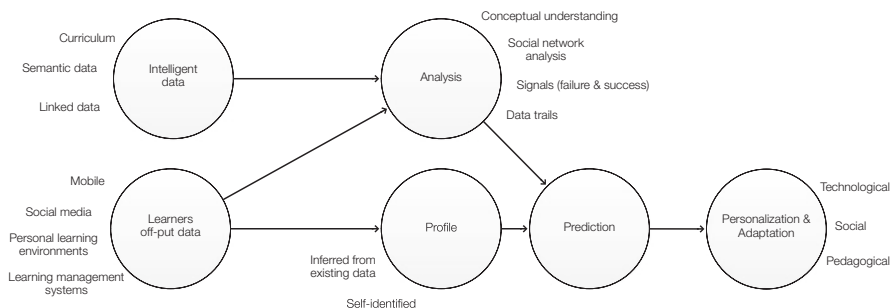 Curriculum
Semantic data
Linked data
Intelligent
data
Analysis
Conceptual understanding
Social network
analysis
Signals (failure & success)
Data trails
Mobile
Social media
Personal learning
environments
Learning management
systems
Learners
off-put data
Profile
Inferred from
existing data
Self-identified
Prediction
Personalization &
Adaptation
Technological
Social
Pedagogical